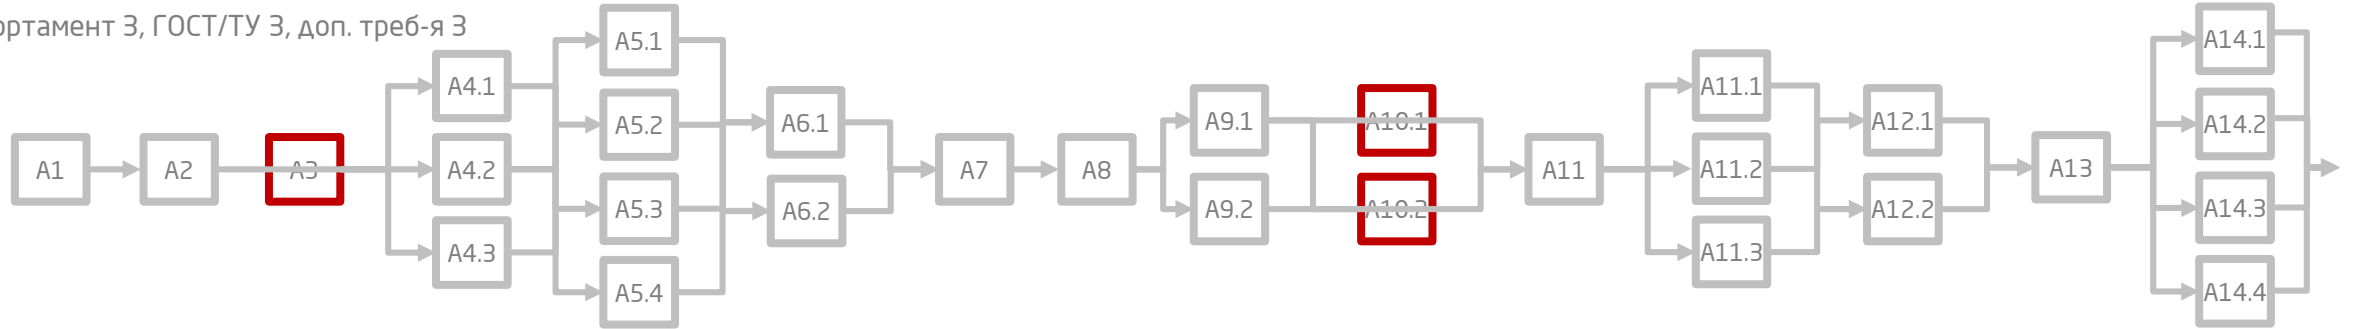 ортамент 3, ГОСТ/ТУ 3, доп. треб-я 3
A1
A2
A3
A4.1
A4.2
A4.3
A5.1
A5.2
A5.3
A5.4
A6.1
A6.2
A7
A8
A9.1
A9.2
A10.1
A10.2
A11
A11.1
A11.2
A11.3
A12.1
A12.2
A13
A14.1
A14.2
A14.3
A14.4